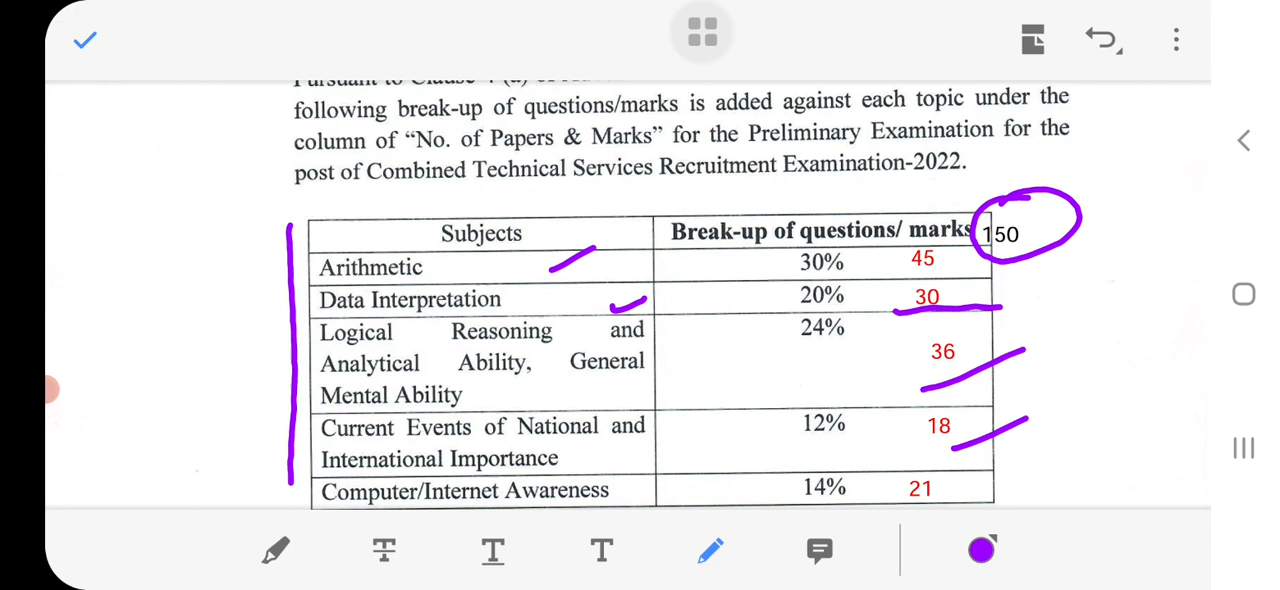 Pursuant to Clause
following break-up of questions/marks is added against each topic under the
column of “No. of Papers & Marks” for the Preliminary Examination for the
post of Combined Technical Services Recruitment Examination-2022.
Subjects Break-up of questions/ marks 150
Arithmetic 30% 45
Data Interpretation 20% 30
Logical Reasoning and 24%
Analytical Ability, General 36
Mental Ability
Current Events of National and 12% 18
International Importance
Computer/Internet Awareness 14% 21
T T T